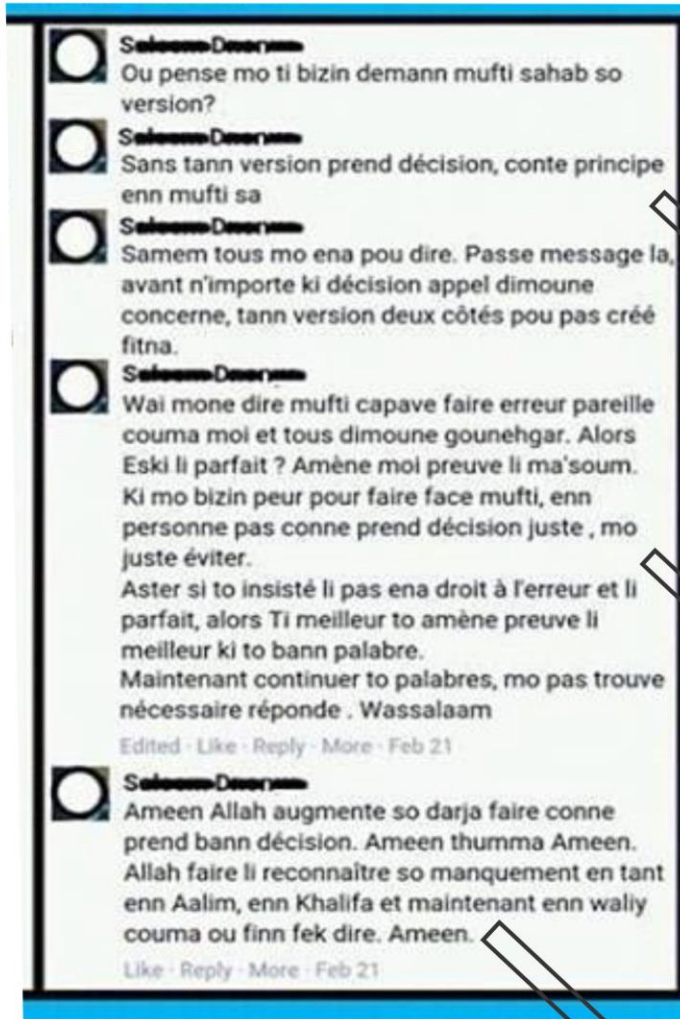 Ou pense mo ti bizin demann mufti sahab so
version?
Sans tann version prend décision, conte principe
enn mufti sa
Samem tous mo ena pou dire. Passe message la,
avant n'importe ki décision appel dimoune
concerne, tann version deux côtés pou pas créé
fitna.
Wai mone dire mufti capave faire erreur pareille
couma moi et tous dimoune gounehgar. Alors
Eski li parfait ? Amène moi preuve li ma'soum.
Ki mo bizin peur pour faire face mufti, enn
personne pas conne prend décision juste , mo
juste éviter.
Aster si to insisté li pas ena droit à l'erreur et li
parfait, alors Ti meilleur to amène preuve li
meilleur ki to bann palabre.
Maintenant continuer to palabres, mo pas trouve
nécessaire réponde . Wassalaam
Edited · Like · Reply · More · Feb 21
Ameen Allah augmente so darja faire conne
prend bann décision. Ameen thumma Ameen.
Allah faire li reconnaître so manquement en tant
enn Aalim, enn Khalifa et maintenant enn waliy
couma ou finn fek dire. Ameen.
Like · Reply · More · Feb 21